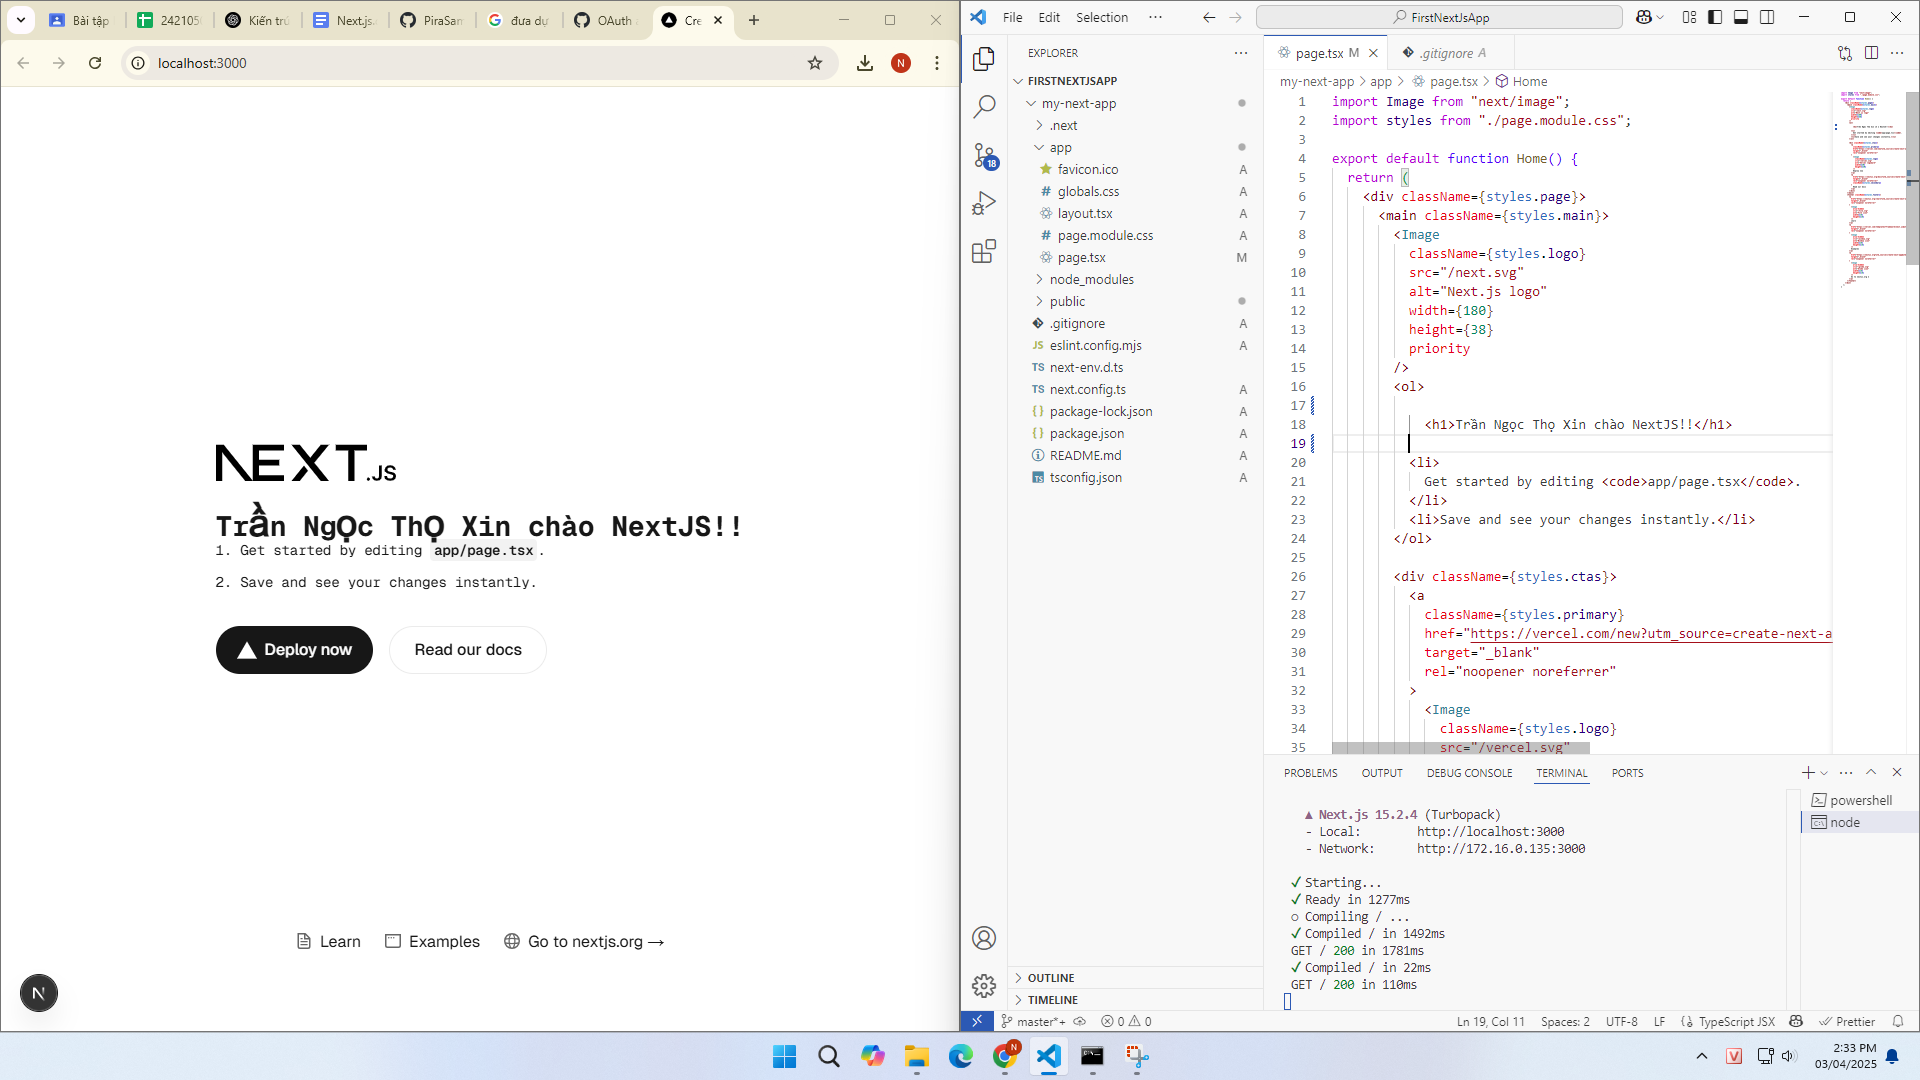 Bài tập
242105
Kiến trú
Next.js
PiraSan
đưa dự
OAuth
Cre
localhost:3000
N
NEXT.JS
Trần Ngọc Thọ Xin chào NextJS!!
1. Get started by editing app/page.tsx.
2. Save and see your changes instantly.
Deploy now
Read our docs
Learn
Examples
Go to nextjs.org →
N
File Edit Selection ···
FirstNextJsApp
EXPLORER
FIRSTNEXTJSAPP
my-next-app
.next
app
favicon.ico A
globals.css A
layout.tsx A
page.module.css A
page.tsx M
node_modules
public
.gitignore A
eslint.config.mjs A
next-env.d.ts
next.config.ts A
package-lock.json A
package.json A
README.md A
tsconfig.json A
18
OUTLINE
TIMELINE
page.tsx M
.gitignore A
my-next-app > app > page.tsx > Home
1 import Image from "next/image";
2 import styles from "./page.module.css";
3
4 export default function Home() {
5 return (
6 <div className={styles.page}>
7 <main className={styles.main}>
8 <Image
9 className={styles.logo}
10 src="/next.svg"
11 alt="Next.js logo"
12 width={180}
13 height={38}
14 priority
15 />
16 <ol>
17
18 <h1>Trần Ngọc Thọ Xin chào NextJS!!</h1>
19
20 <li>
21 Get started by editing <code>app/page.tsx</code>.
22 </li>
23 <li>Save and see your changes instantly.</li>
24 </ol>
25
26 <div className={styles.ctas}>
27 <a
28 className={styles.primary}
29 href="https://vercel.com/new?utm_source=create-next-a
30 target="_blank"
31 rel="noopener noreferrer"
32 >
33 <Image
34 className={styles.logo}
35 src="/vercel.svg"
PROBLEMS OUTPUT DEBUG CONSOLE TERMINAL PORTS
powershell
node
▲ Next.js 15.2.4 (Turbopack)
- Local: http://localhost:3000
- Network: http://172.16.0.135:3000
✓ Starting...
✓ Ready in 1277ms
○ Compiling / ...
✓ Compiled / in 1492ms
GET / 200 in 1781ms
✓ Compiled / in 22ms
GET / 200 in 110ms
master*+ 0 0
Ln 19, Col 11 Spaces: 2 UTF-8 LF TypeScript JSX Prettier
2:33 PM
03/04/2025